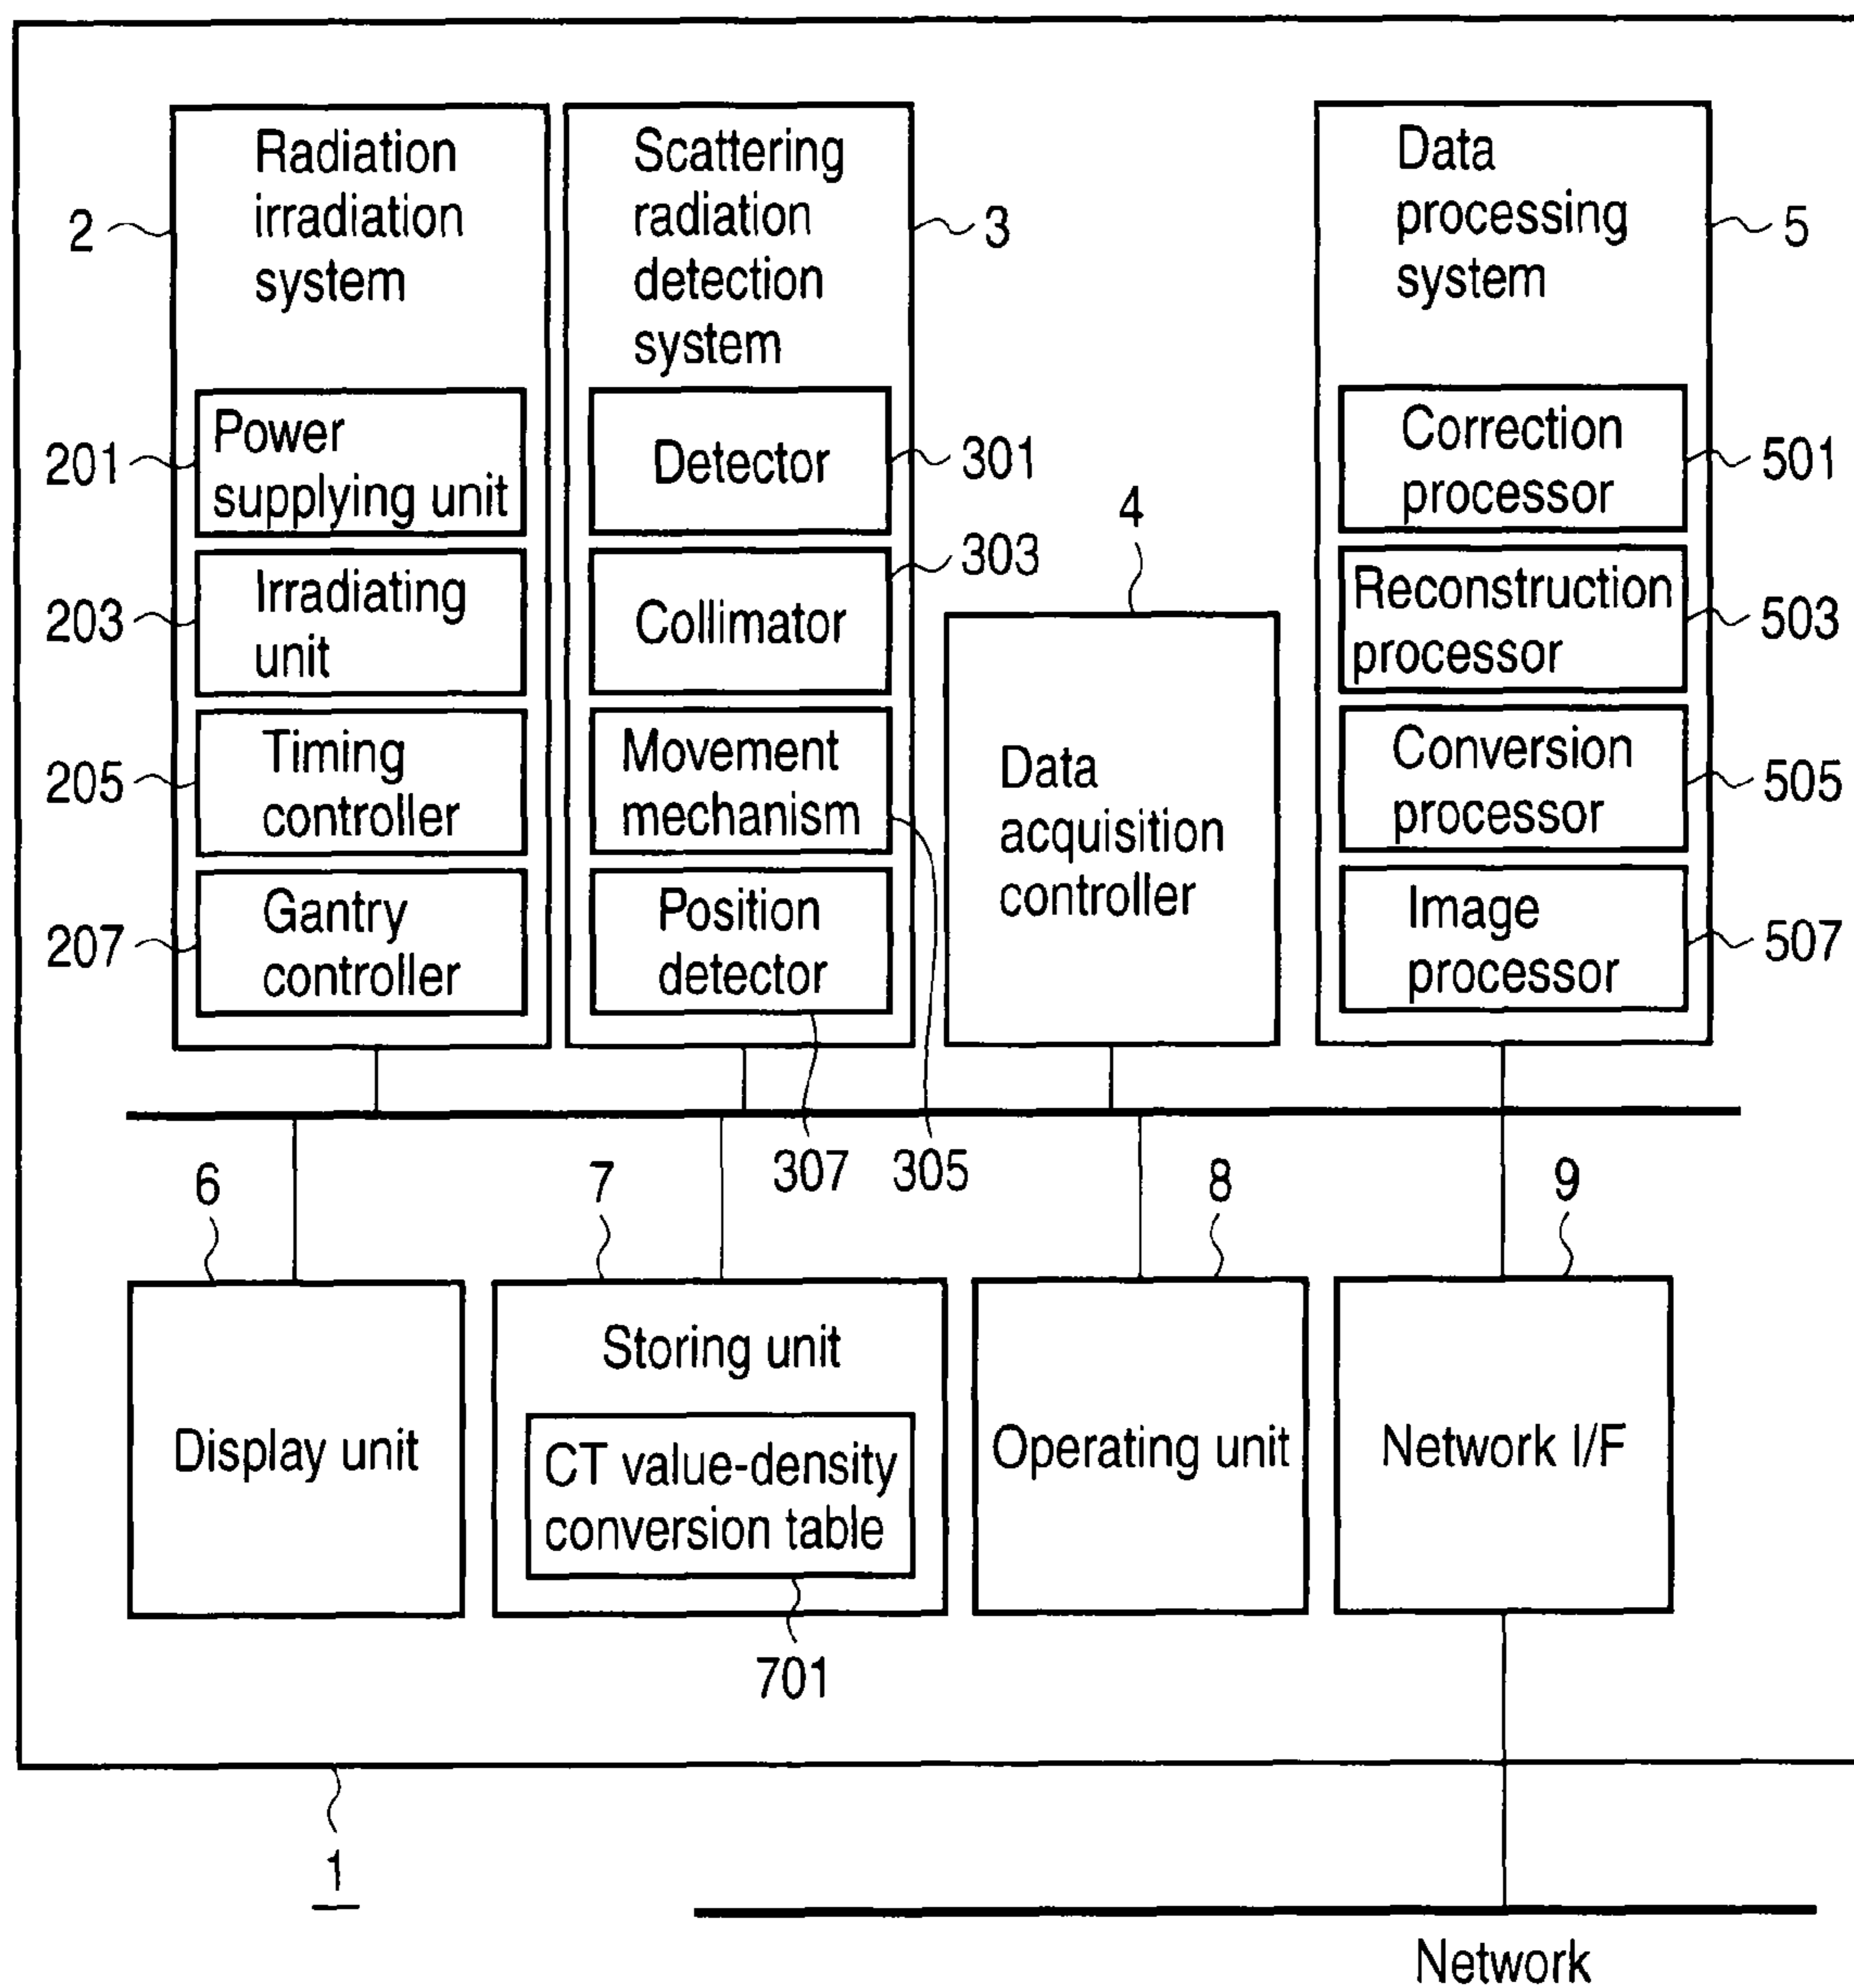 Radiation
irradiation
system
2
Power
supplying unit
201
Irradiating
unit
203
Timing
controller
205
Gantry
controller
207
Scattering
radiation
detection
system
3
Detector
301
Collimator
303
Movement
mechanism
Position
detector
307
305
4
Data
acquisition
controller
Data
processing
system
5
Correction
processor
501
Reconstruction
processor
503
Conversion
processor
505
Image
processor
507
6
Display unit
7
Storing unit
CT value-density
conversion table
701
8
Operating unit
9
Network I/F
1
Network